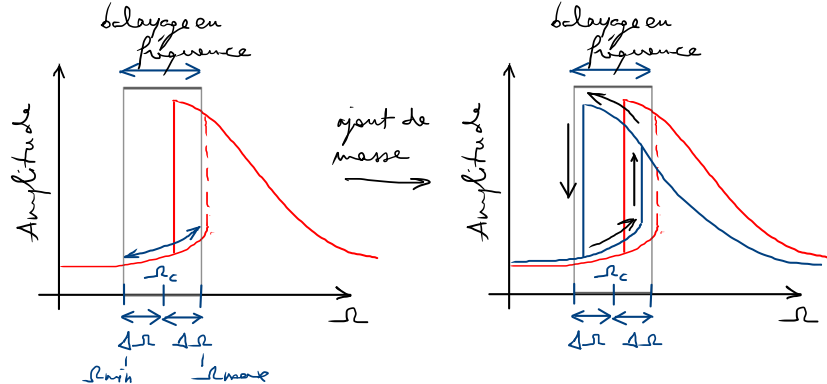 balayage en
fréquence
Amplitude
Ωc
Ω
ΔΩ ΔΩ
Ωmin Ωmax
ajout de
masse
balayage en
fréquence
Amplitude
Ωc
Ω
ΔΩ ΔΩ